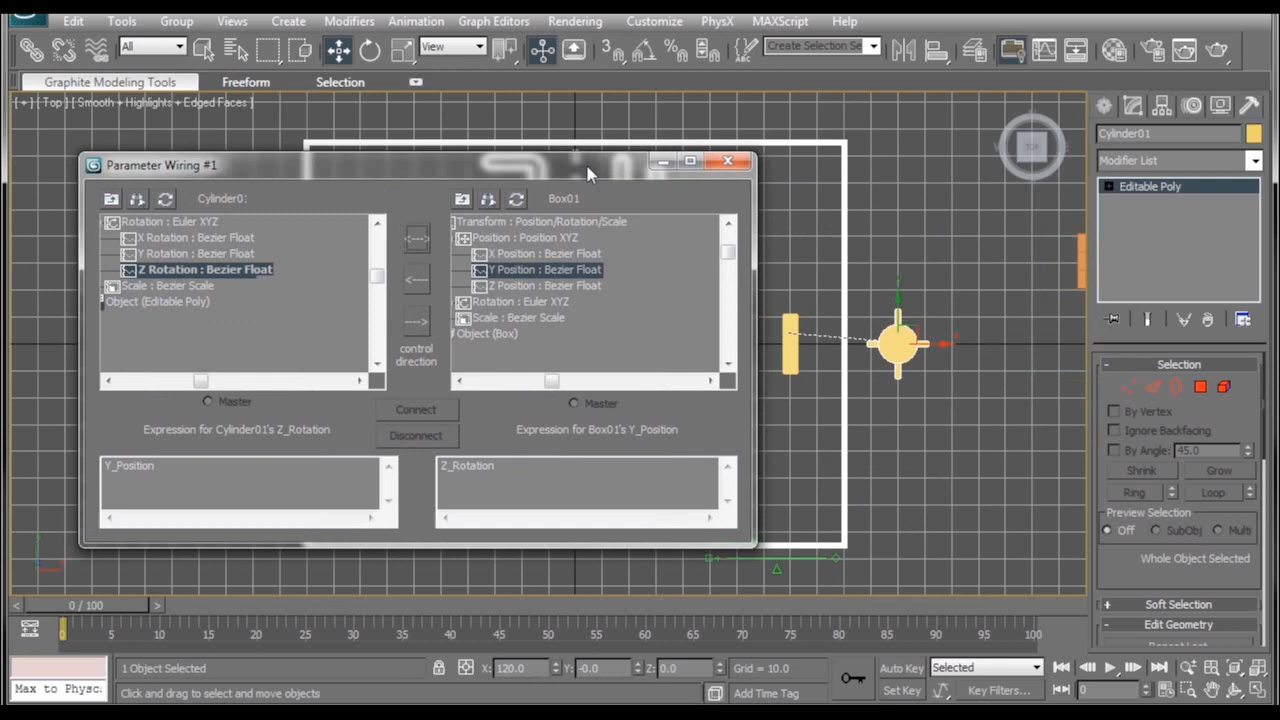 Edit Tools Group Views Create Modifiers Animation Graph Editors Rendering Customize PhysX MAXScript Help
All View 3 Create Selection Se
Graphite Modeling Tools Freeform Selection
[ + ] [ Top ] [ Smooth + Highlights + Edged Faces ]
TOP
Cylinder01
Modifier List
Editable Poly
Parameter Wiring #1
Cylinder0: Box01
Rotation : Euler XYZ
X Rotation : Bezier Float
Y Rotation : Bezier Float
Z Rotation : Bezier Float
Scale : Bezier Scale
Object (Editable Poly)
Transform : Position/Rotation/Scale
Position : Position XYZ
X Position : Bezier Float
Y Position : Bezier Float
Z Position : Bezier Float
Rotation : Euler XYZ
Scale : Bezier Scale
Object (Box)
<--->
<----
---->
control
direction
Master Master
Connect
Disconnect
Expression for Cylinder01's Z_Rotation Expression for Box01's Y_Position
Y_Position Z_Rotation
Selection
By Vertex
Ignore Backfacing
By Angle: 45.0
Shrink Grow
Ring Loop
Preview Selection
Off SubObj Multi
Whole Object Selected
Soft Selection
Edit Geometry
0 / 100
0 5 10 15 20 25 30 35 40 45 50 55 60 65 70 75 80 85 90 95 100
1 Object Selected X: 120.0 Y: -0.0 Z: 0.0 Grid = 10.0 Auto Key Selected
Max to Physc Click and drag to select and move objects Add Time Tag Set Key Key Filters... 0